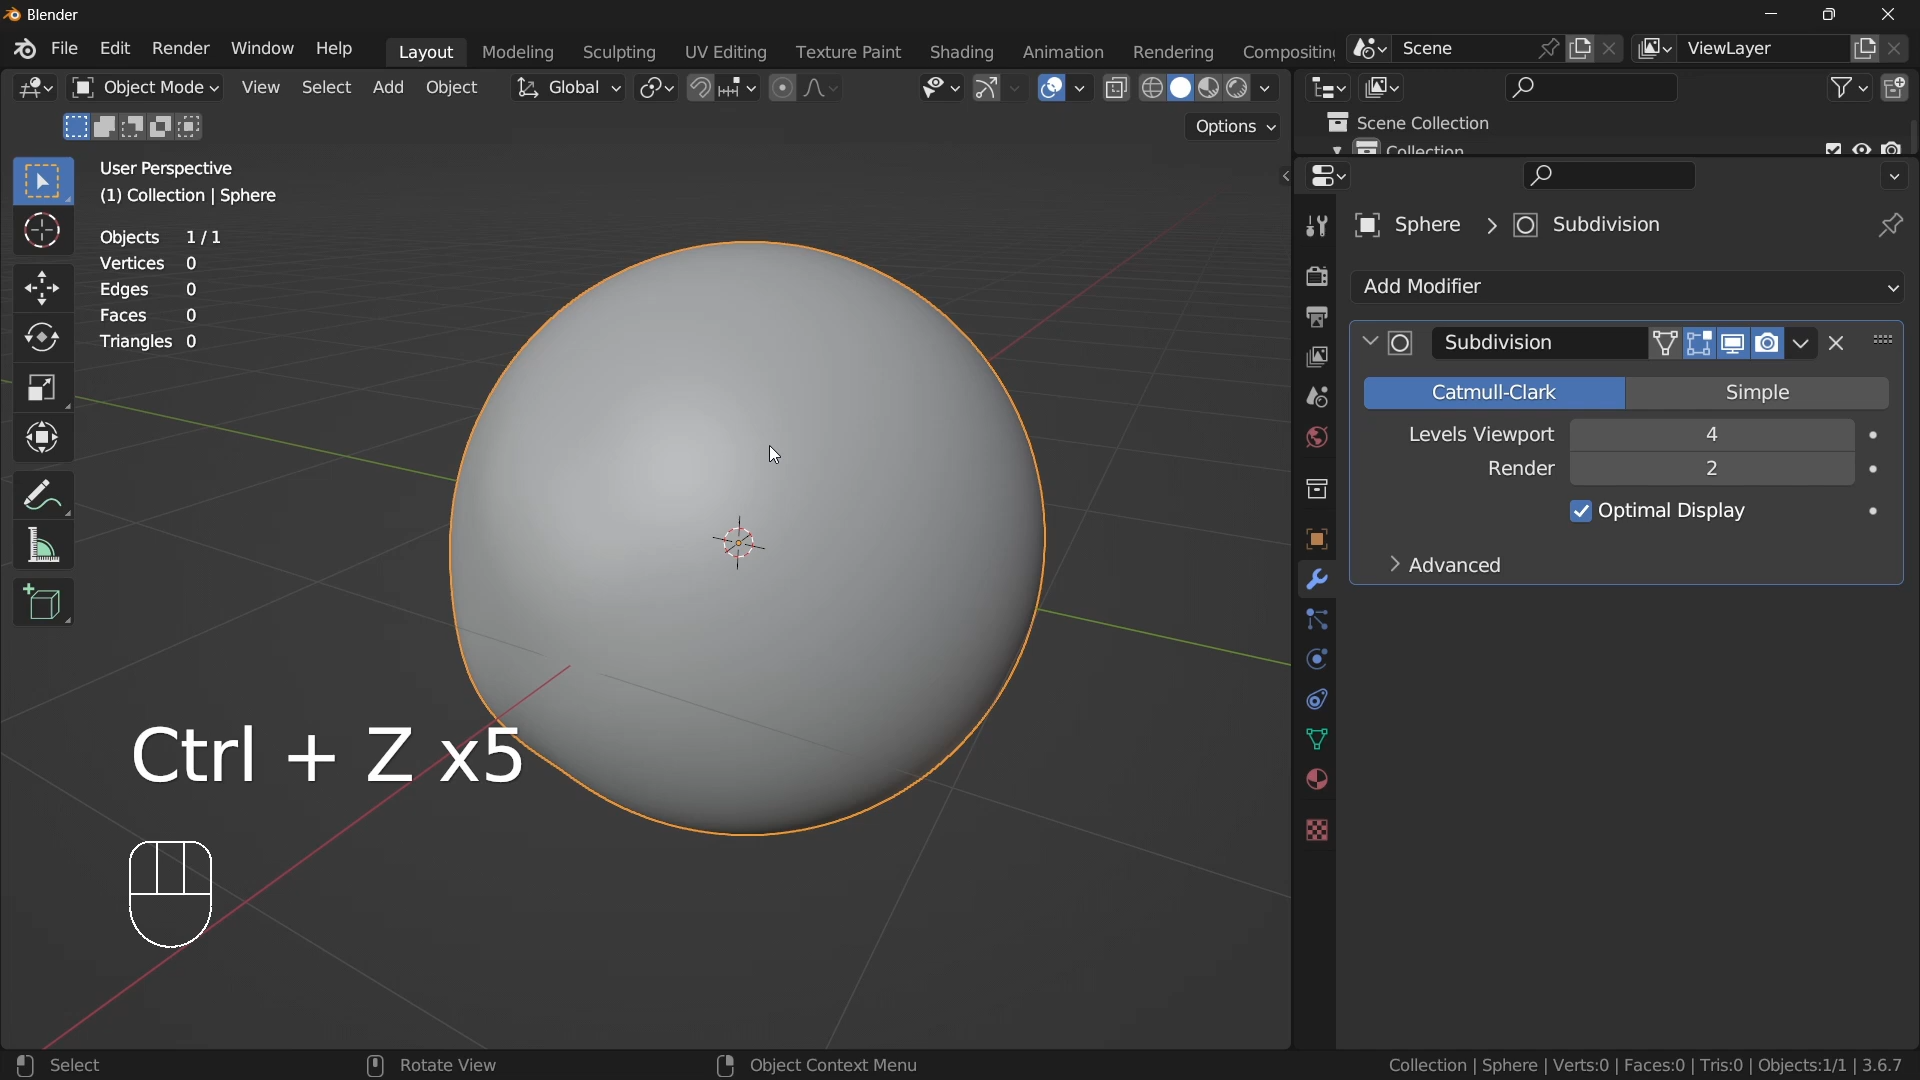 Blender
File Edit Render Window Help Layout Modeling Sculpting UV Editing Texture Paint Shading Animation Rendering Compositing Scene ViewLayer
Object Mode View Select Add Object Global
Options
Scene Collection
Collection
User Perspective
(1) Collection | Sphere
Objects 1 / 1
Vertices 0
Edges 0
Faces 0
Triangles 0
Sphere > Subdivision
Add Modifier
Subdivision
Catmull-Clark Simple
Levels Viewport 4
Render 2
Optimal Display
Advanced
Ctrl + Z x5
Select Rotate View Object Context Menu Collection | Sphere | Verts:0 | Faces:0 | Tris:0 | Objects:1/1 | 3.6.7